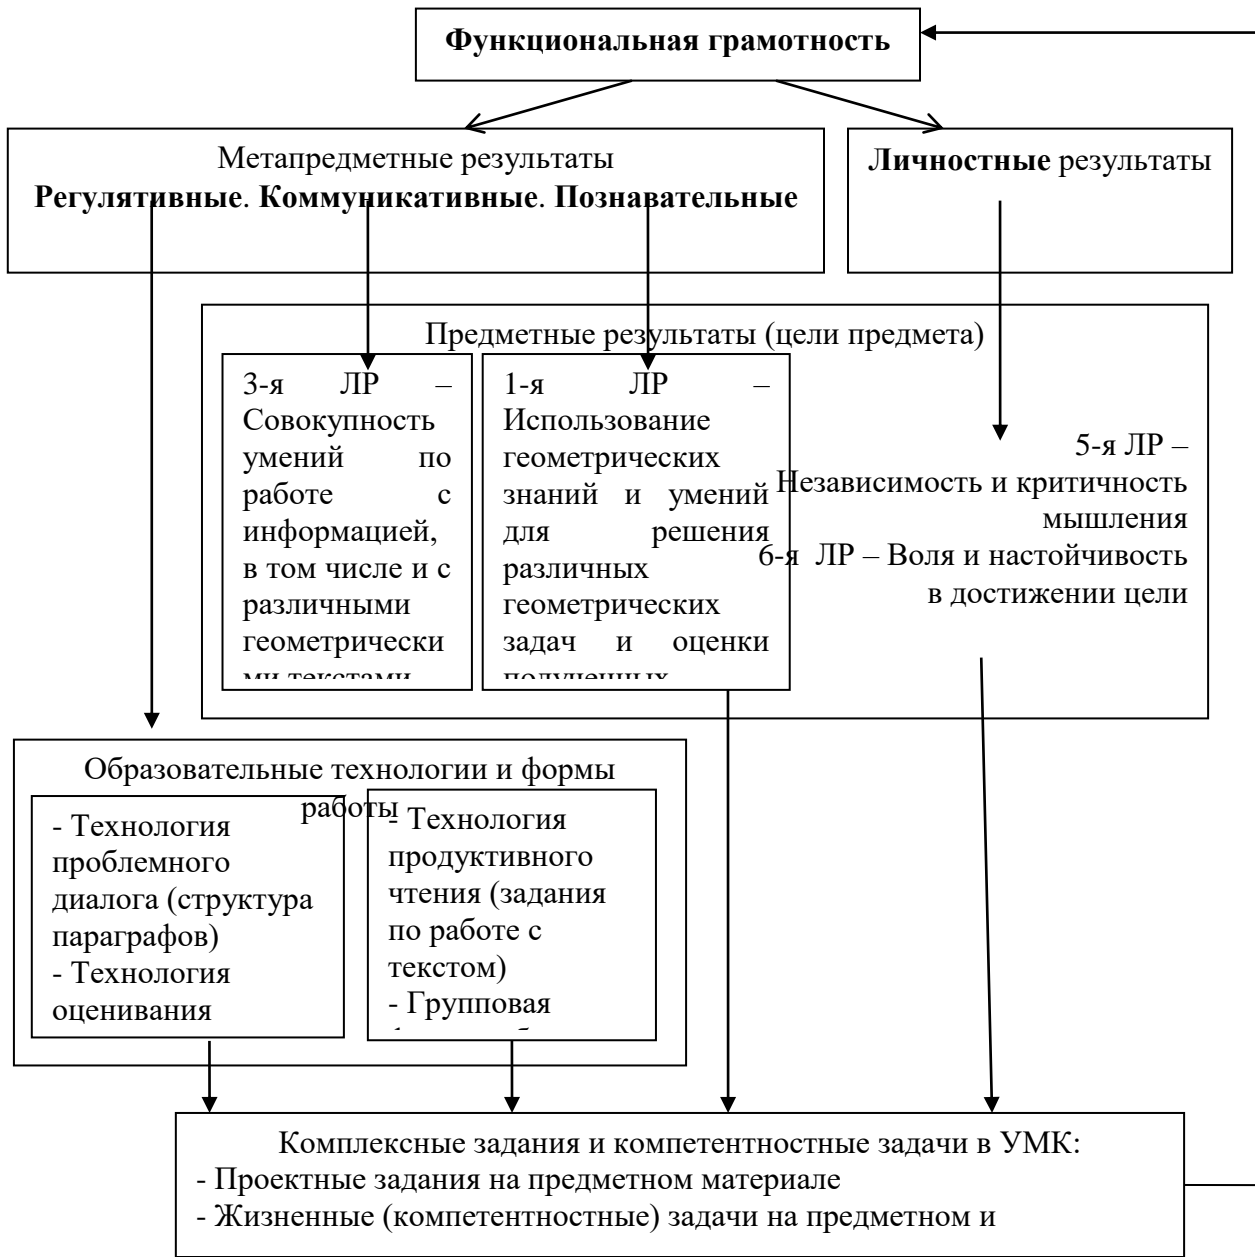 Функциональная грамотность
Метапредметные результаты
Регулятивные. Коммуникативные. Познавательные
Личностные результаты
Предметные результаты (цели предмета)
3-я ЛР –
Совокупность
умений по
работе с
информацией,
в том числе и с
различными
геометрически
ми текстами
1-я ЛР –
Использование
геометрических
знаний и умений
для решения
различных
геометрических
задач и оценки
полученных
5-я ЛР –
Независимость и критичность
мышления
6-я ЛР – Воля и настойчивость
в достижении цели
Образовательные технологии и формы
работы
- Технология
проблемного
диалога (структура
параграфов)
- Технология
оценивания
- Технология
продуктивного
чтения (задания
по работе с
текстом)
- Групповая
Комплексные задания и компетентностные задачи в УМК:
- Проектные задания на предметном материале
- Жизненные (компетентностные) задачи на предметном и